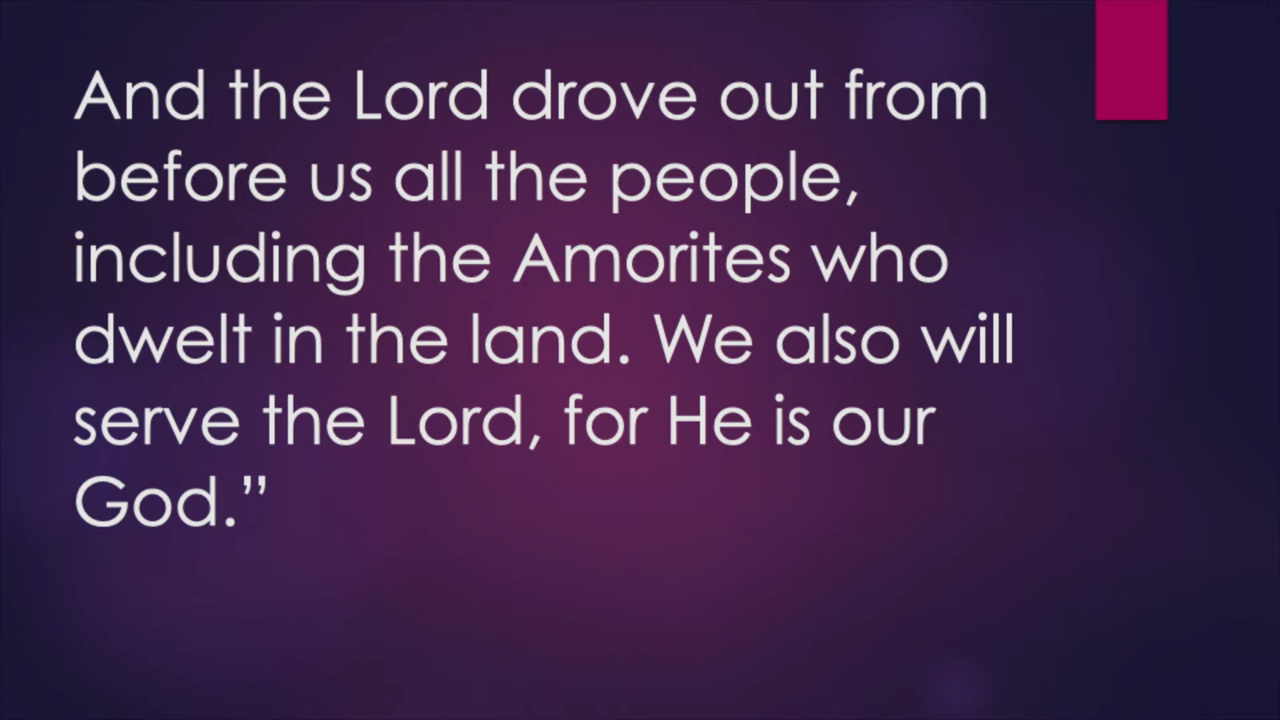 And the Lord drove out from
before us all the people,
including the Amorites who
dwelt in the land. We also will
serve the Lord, for He is our
God.”